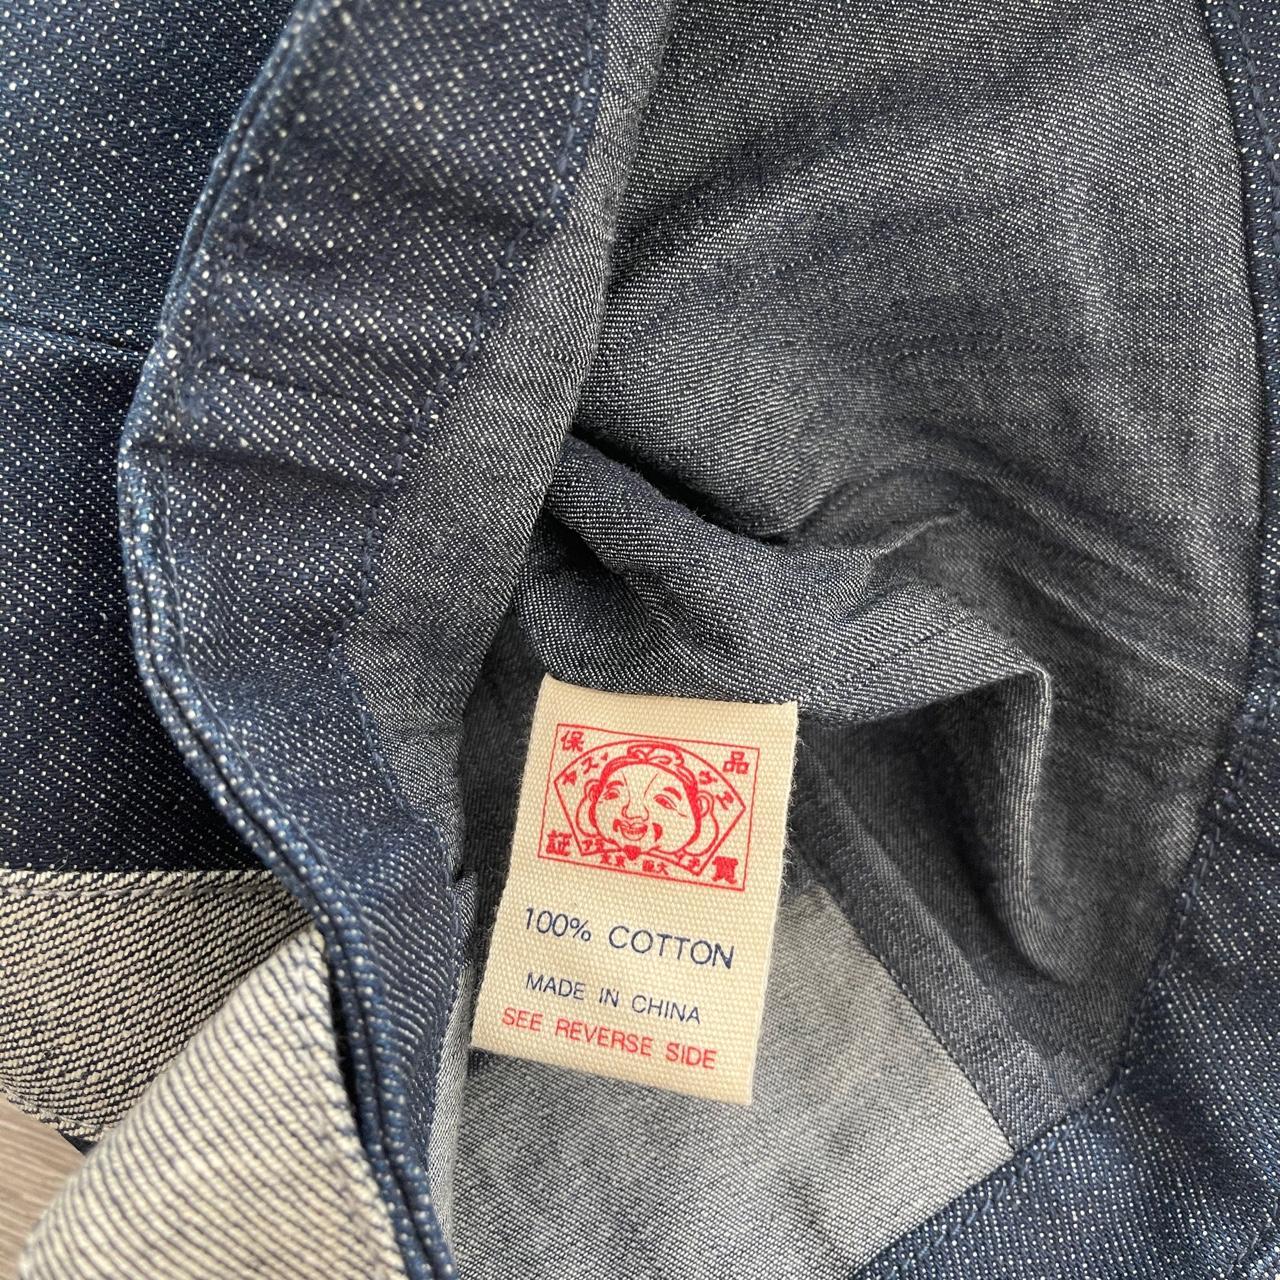 保 品
証 質
100% COTTON
MADE IN CHINA
SEE REVERSE SIDE